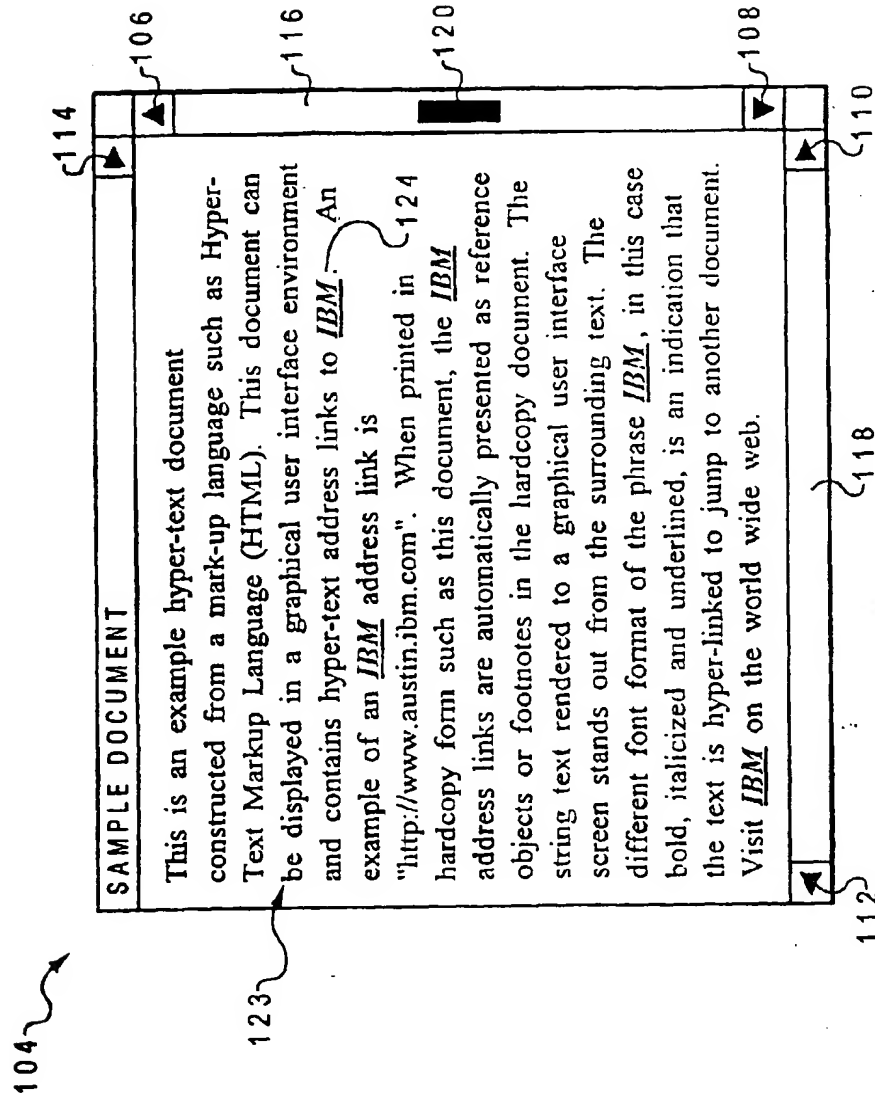 104
SAMPLE DOCUMENT
114
106
116
120
108
110
118
112
123
124
This is an example hyper-text document
constructed from a mark-up language such as Hyper-
Text Markup Language (HTML). This document can
be displayed in a graphical user interface environment
and contains hyper-text address links to IBM. An
example of an IBM address link is
"http://www.austin.ibm.com". When printed in
hardcopy form such as this document, the IBM
address links are automatically presented as reference
objects or footnotes in the hardcopy document. The
string text rendered to a graphical user interface
screen stands out from the surrounding text. The
different font format of the phrase IBM, in this case
bold, italicized and underlined, is an indication that
the text is hyper-linked to jump to another document.
Visit IBM on the world wide web.